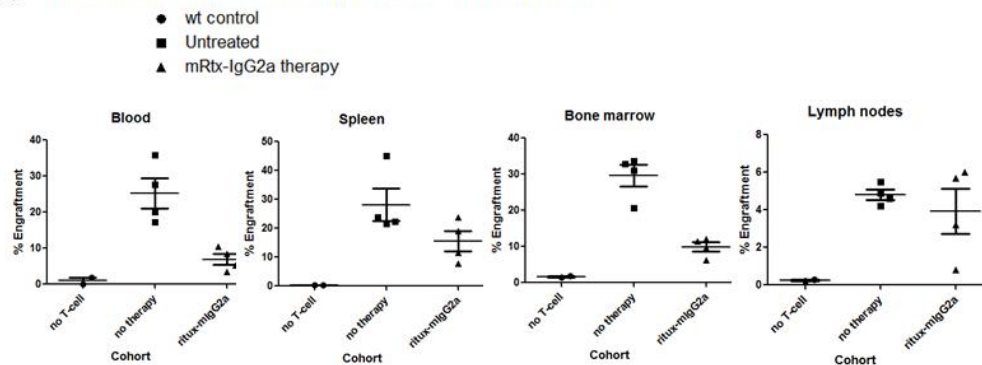 wt control
Untreated
mRtx-IgG2a therapy
Blood
% Engraftment
40
30
20
10
0
no T-cell
no therapy
ritux-mIgG2a
Cohort
Spleen
% Engraftment
50
40
30
20
10
0
no T-cell
no therapy
ritux-mIgG2a
Cohort
Bone marrow
% Engraftment
40
30
20
10
0
no T-cell
no therapy
ritux-mIgG2a
Cohort
Lymph nodes
% Engraftment
8
6
4
2
0
no T-cell
no therapy
ritux-mIgG2a
Cohort